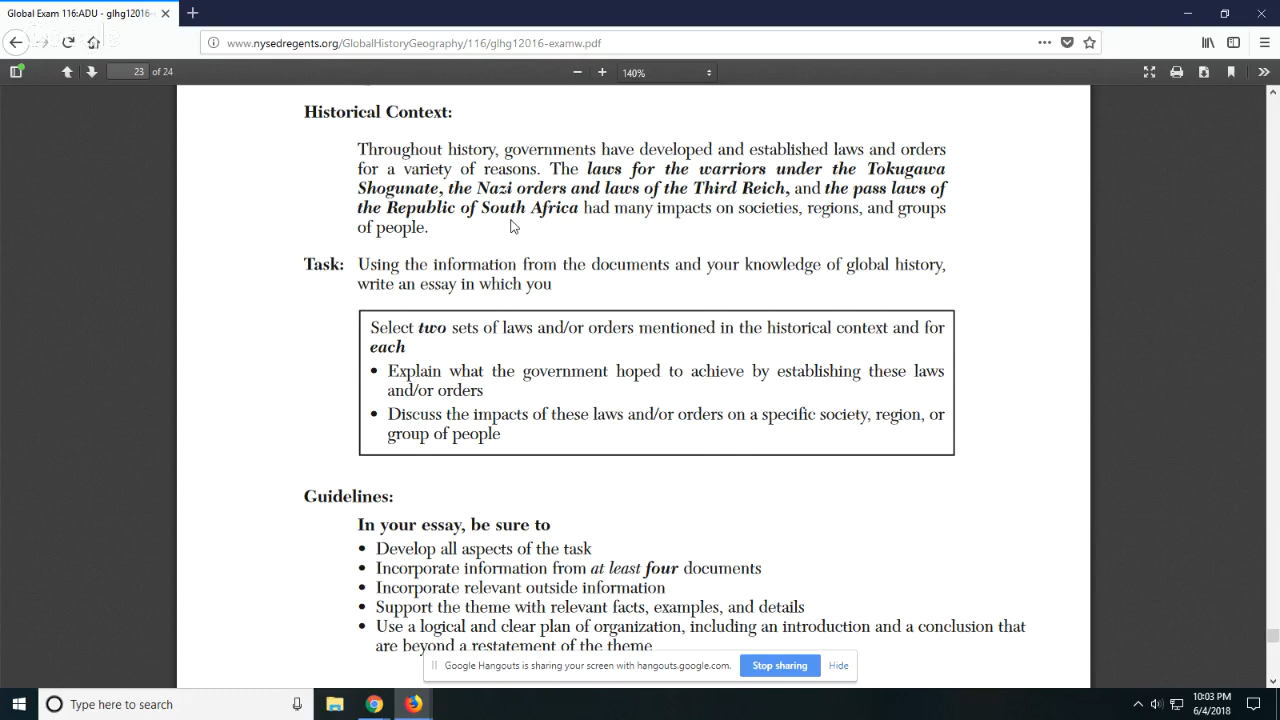 Global Exam 116:ADU - glhg12016-
www.nysedregents.org/GlobalHistoryGeography/116/glhg12016-examw.pdf
23 of 24
140%
Historical Context:
Throughout history, governments have developed and established laws and orders
for a variety of reasons. The laws for the warriors under the Tokugawa
Shogunate, the Nazi orders and laws of the Third Reich, and the pass laws of
the Republic of South Africa had many impacts on societies, regions, and groups
of people.
Task: Using the information from the documents and your knowledge of global history,
write an essay in which you
Select two sets of laws and/or orders mentioned in the historical context and for
each
• Explain what the government hoped to achieve by establishing these laws
and/or orders
• Discuss the impacts of these laws and/or orders on a specific society, region, or
group of people
Guidelines:
In your essay, be sure to
• Develop all aspects of the task
• Incorporate information from at least four documents
• Incorporate relevant outside information
• Support the theme with relevant facts, examples, and details
• Use a logical and clear plan of organization, including an introduction and a conclusion that
are beyond a restatement of the theme
Google Hangouts is sharing your screen with hangouts.google.com. Stop sharing Hide
Type here to search
10:03 PM
6/4/2018